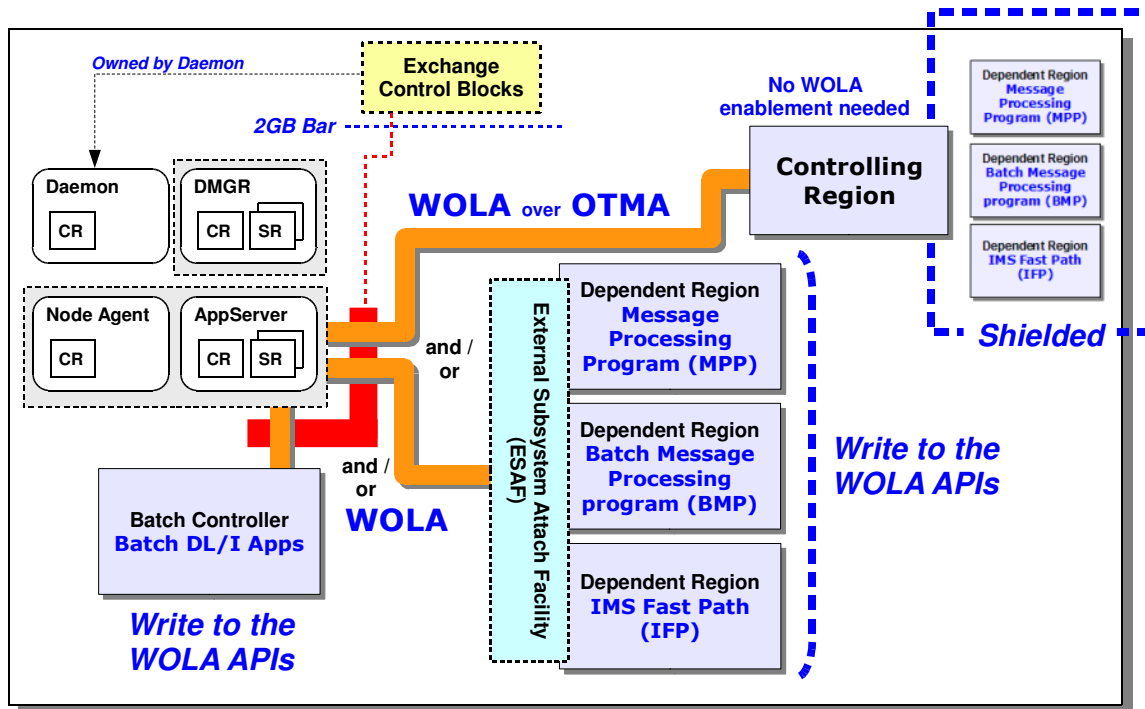 Owned by Daemon
Exchange
Control Blocks
2GB Bar
No WOLA
enablement needed
Dependent Region
Message
Processing
Program (MPP)
Dependent Region
Batch Message
Processing
program (BMP)
Dependent Region
IMS Fast Path
(IFP)
Shielded
Controlling
Region
Daemon
CR
DMGR
CR
SR
WOLA over OTMA
Node Agent
CR
AppServer
CR
SR
and /
or
and /
or
WOLA
External Subsystem Attach Facility
(ESAF)
Dependent Region
Message
Processing
Program (MPP)
Dependent Region
Batch Message
Processing
program (BMP)
Dependent Region
IMS Fast Path
(IFP)
Write to the
WOLA APIs
Batch Controller
Batch DL/I Apps
Write to the
WOLA APIs